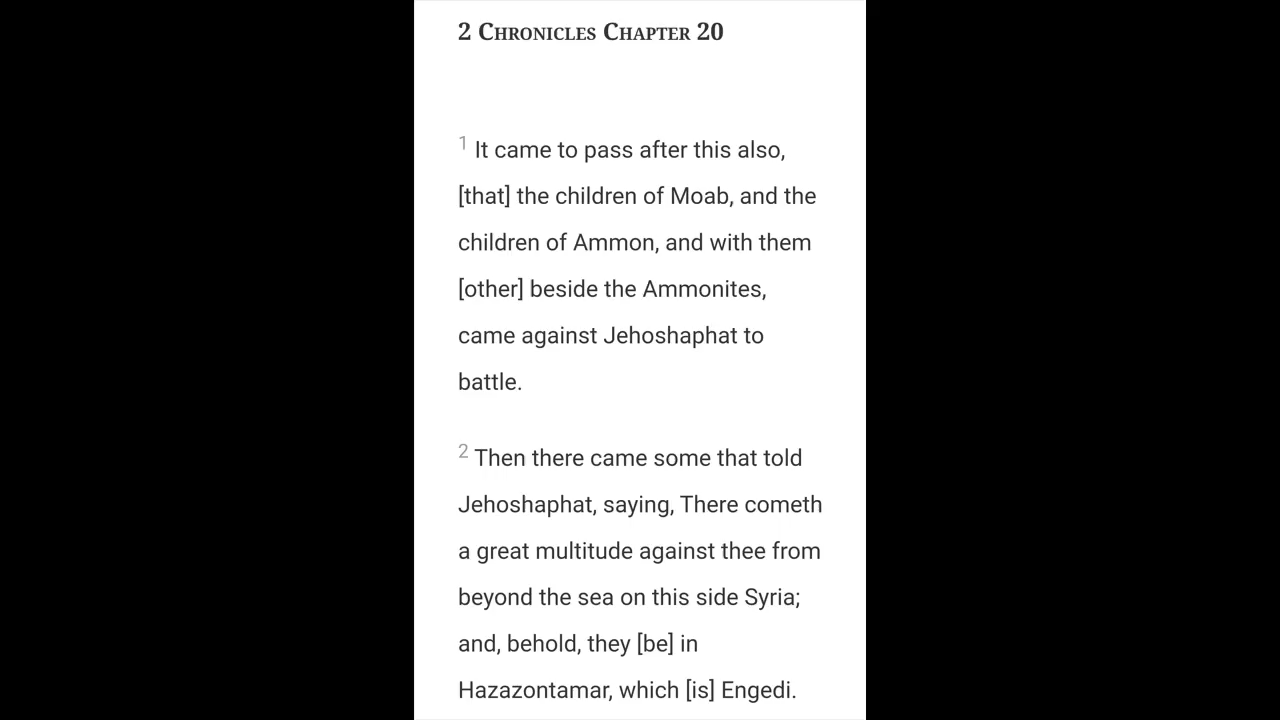 2 Chronicles Chapter 20
1 It came to pass after this also,
[that] the children of Moab, and the
children of Ammon, and with them
[other] beside the Ammonites,
came against Jehoshaphat to
battle.
2 Then there came some that told
Jehoshaphat, saying, There cometh
a great multitude against thee from
beyond the sea on this side Syria;
and, behold, they [be] in
Hazazontamar, which [is] Engedi.